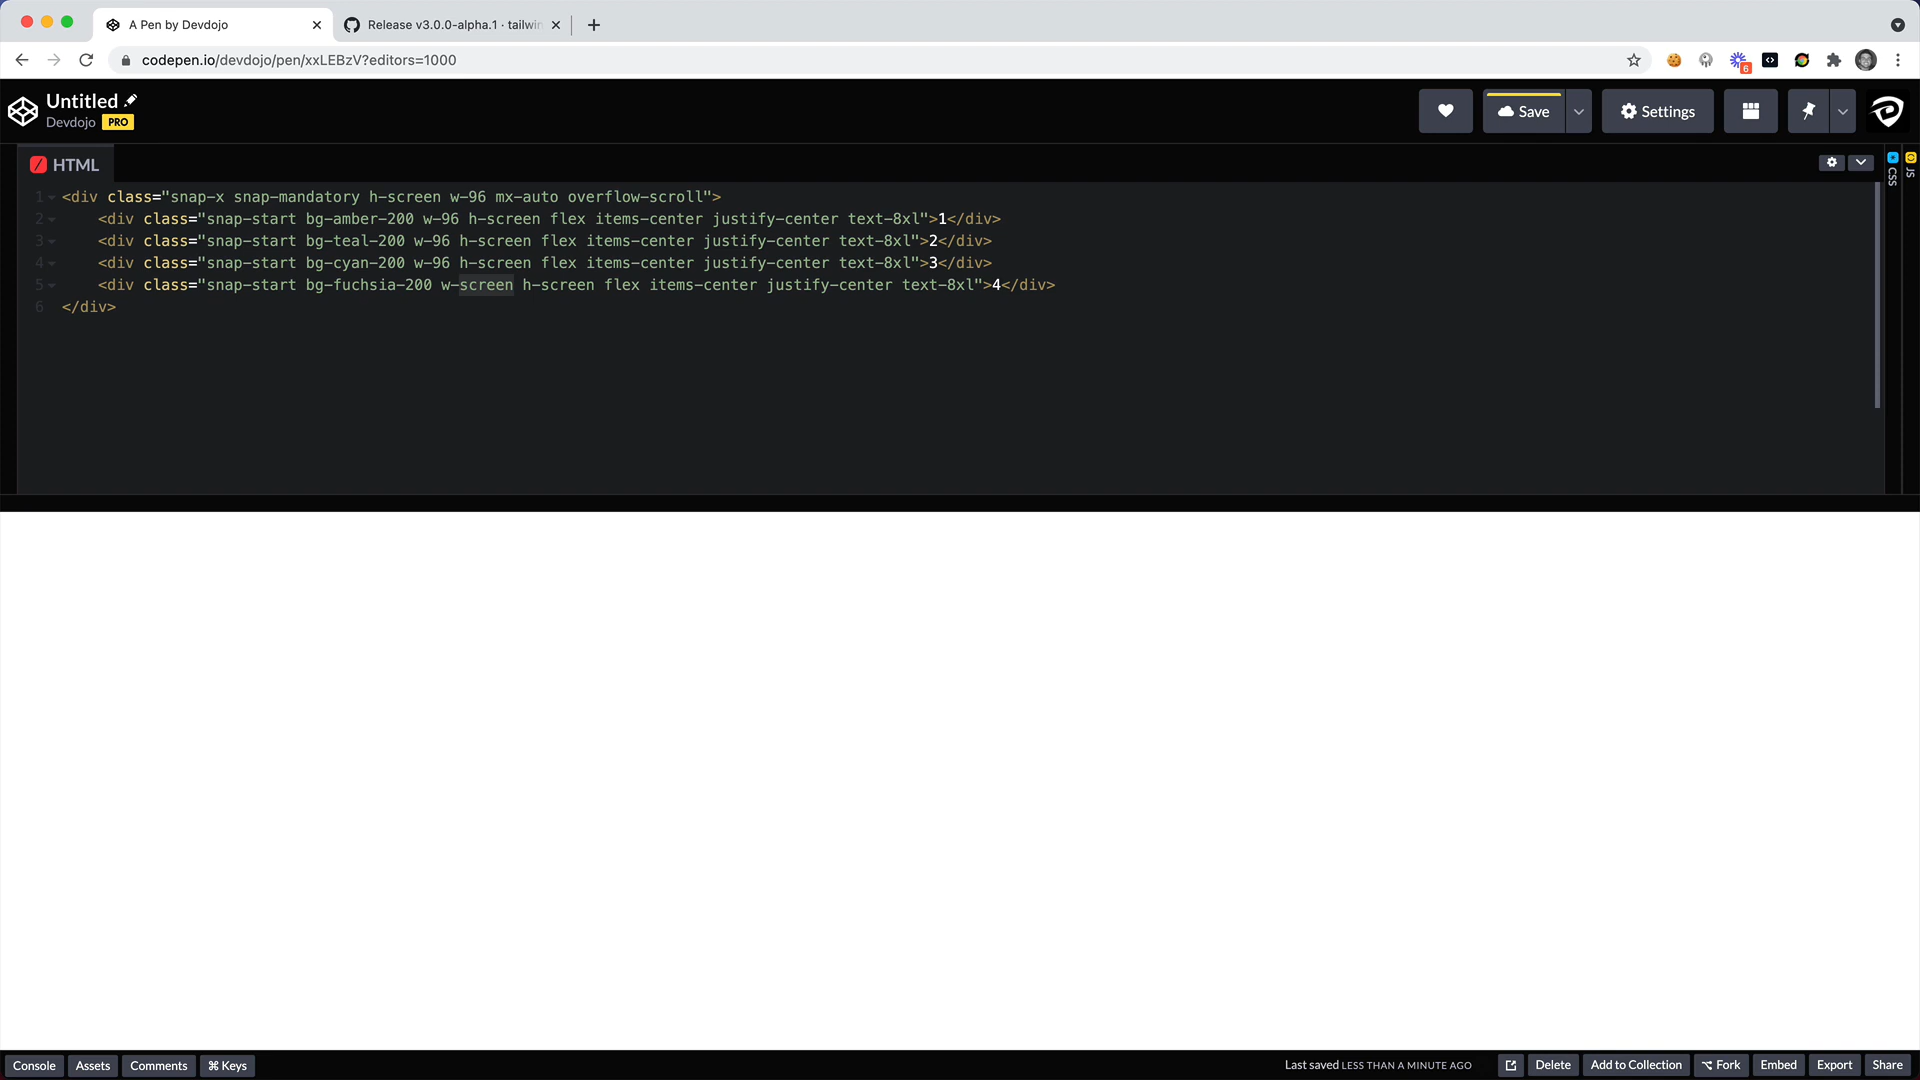 A Pen by Devdojo
Release v3.0.0-alpha.1 · tailwin
codepen.io/devdojo/pen/xxLEBzV?editors=1000
6
Untitled
Devdojo PRO
Save
Settings
HTML
CSS
JS
1 <div class="snap-x snap-mandatory h-screen w-96 mx-auto overflow-scroll">
2 <div class="snap-start bg-amber-200 w-96 h-screen flex items-center justify-center text-8xl">1</div>
3 <div class="snap-start bg-teal-200 w-96 h-screen flex items-center justify-center text-8xl">2</div>
4 <div class="snap-start bg-cyan-200 w-96 h-screen flex items-center justify-center text-8xl">3</div>
5 <div class="snap-start bg-fuchsia-200 w-screen h-screen flex items-center justify-center text-8xl">4</div>
6 </div>
Console Assets Comments ⌘ Keys Last saved LESS THAN A MINUTE AGO Delete Add to Collection ⌥ Fork Embed Export Share